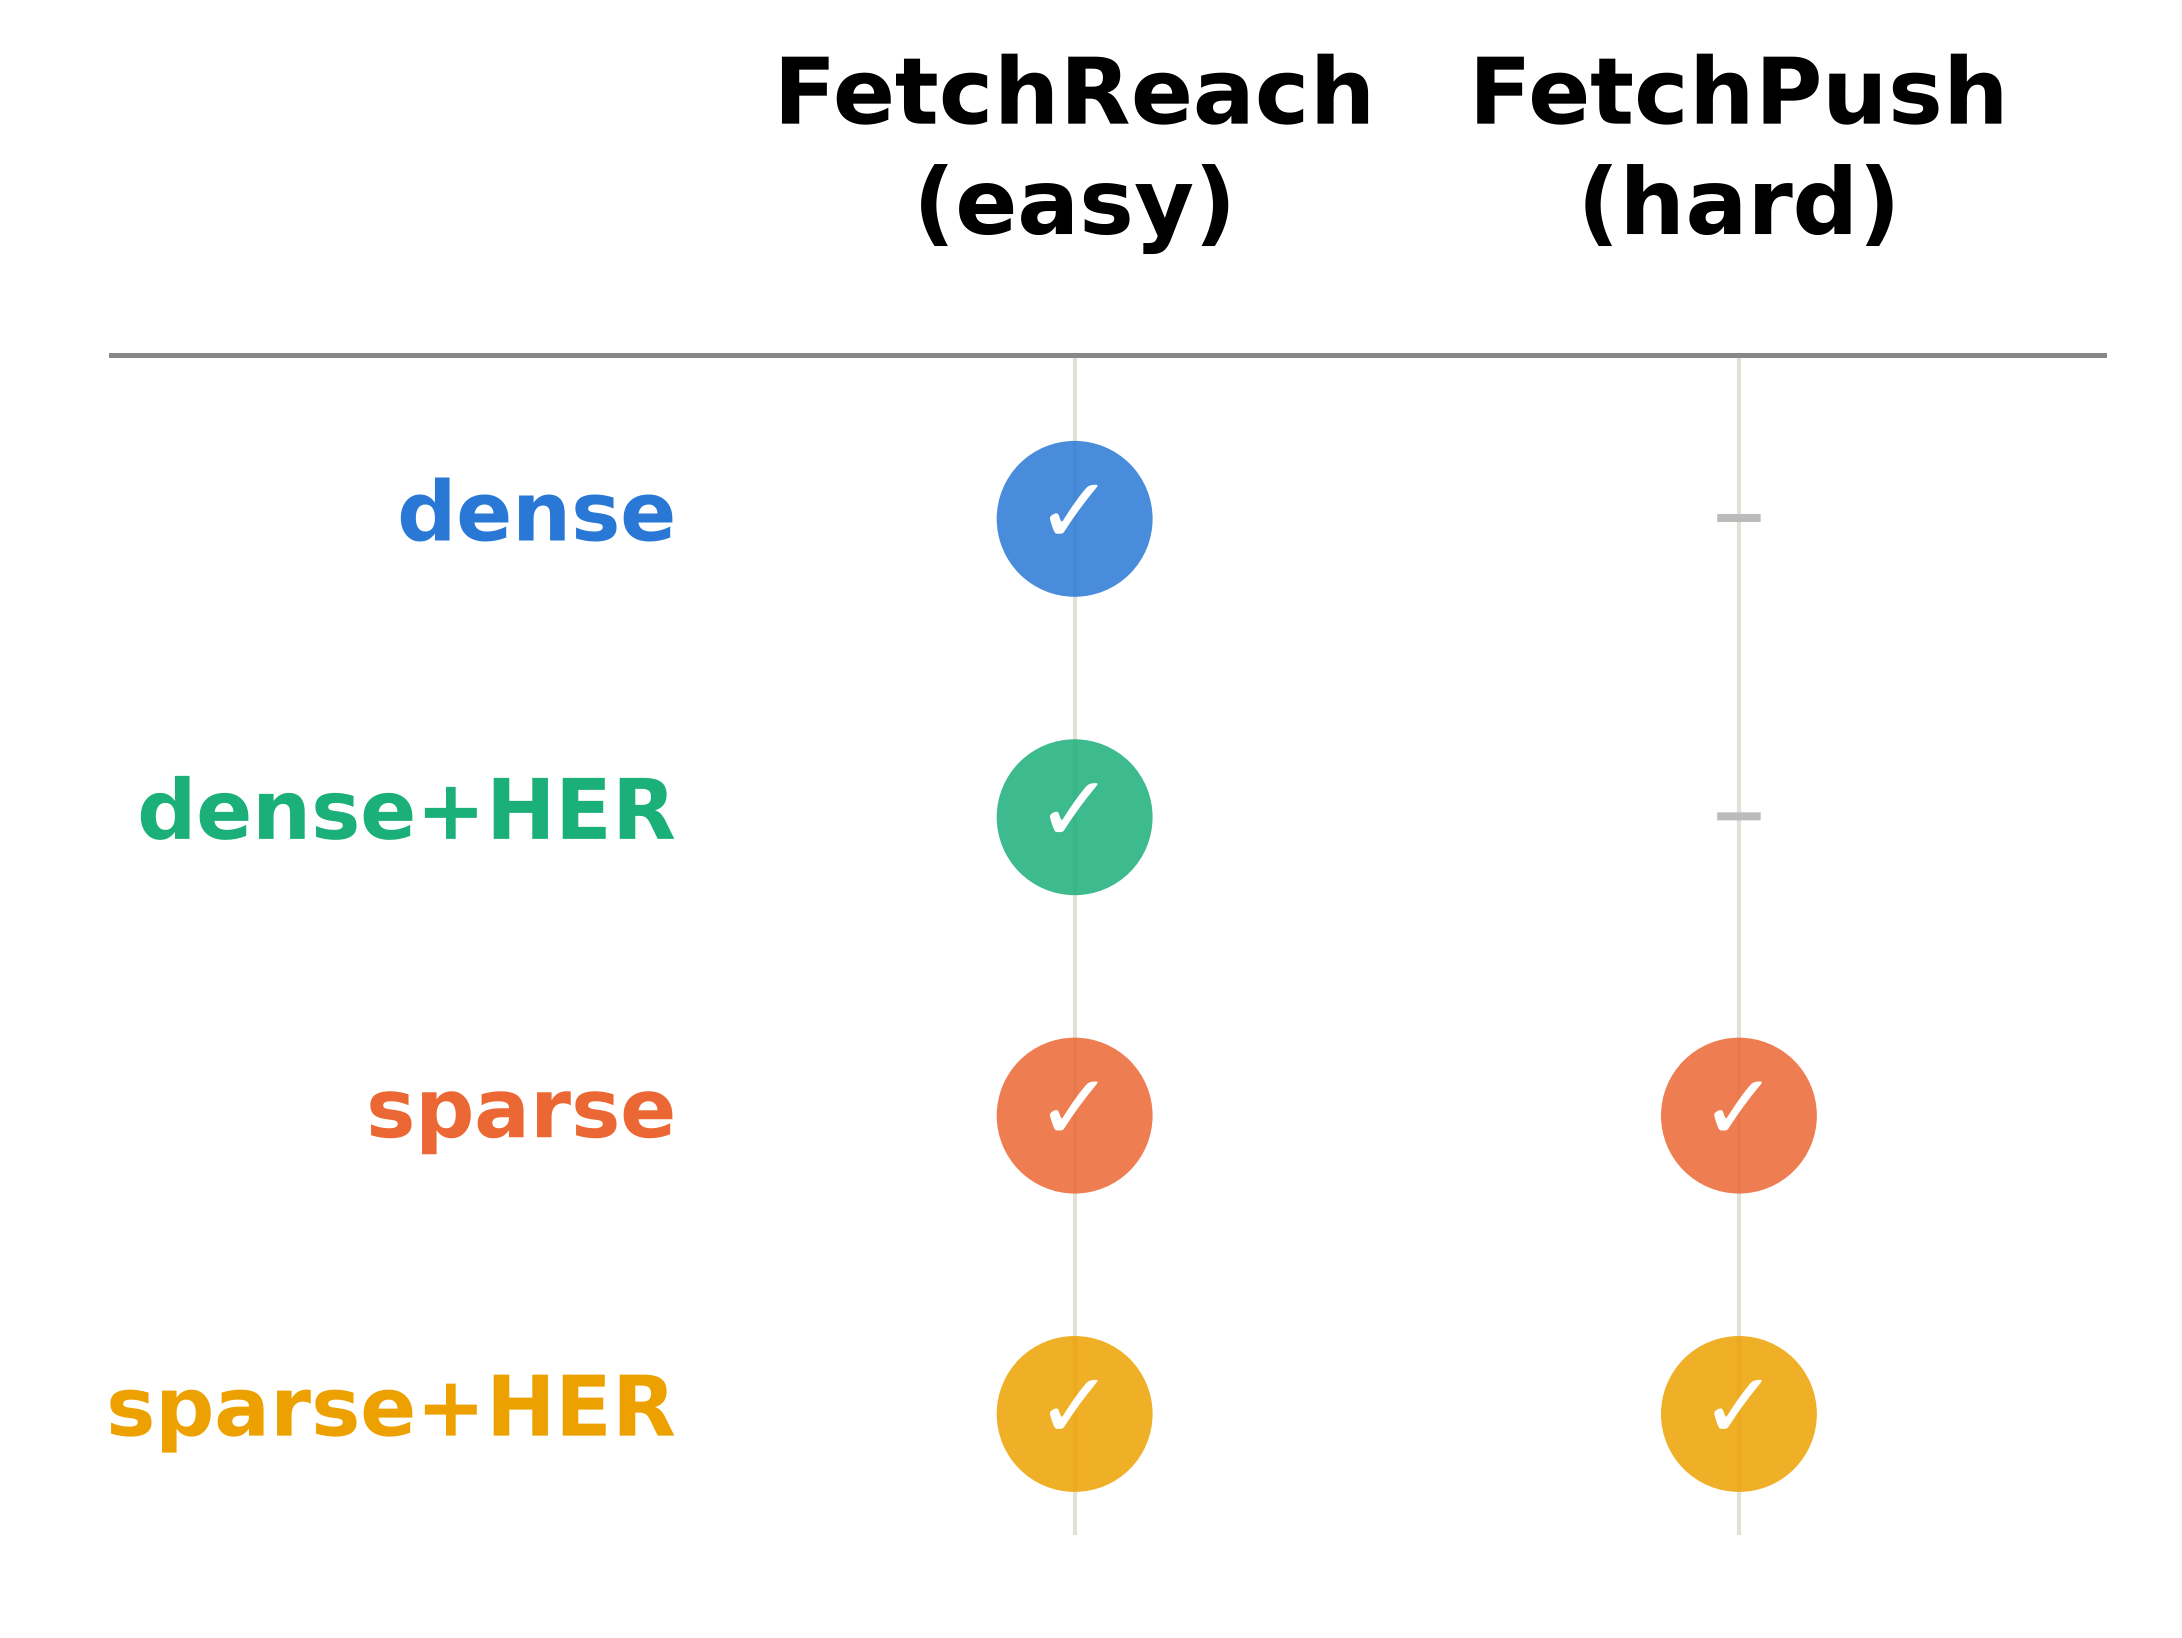 FetchReach FetchPush
(easy) (hard)
dense ✓ –
dense+HER ✓ –
sparse ✓ ✓
sparse+HER ✓ ✓